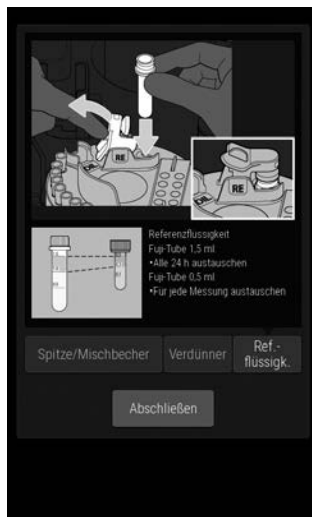 RE
RE
Referenzflussigkeit
Fuji-Tube 1,5 ml
•Alle 24 h austauschen
Fuji-Tube 0,5 ml
•Für jede Messung austauschen
Spitze/Mischbecher
Verdünner
Ref.-
flüssigk.
Abschließen